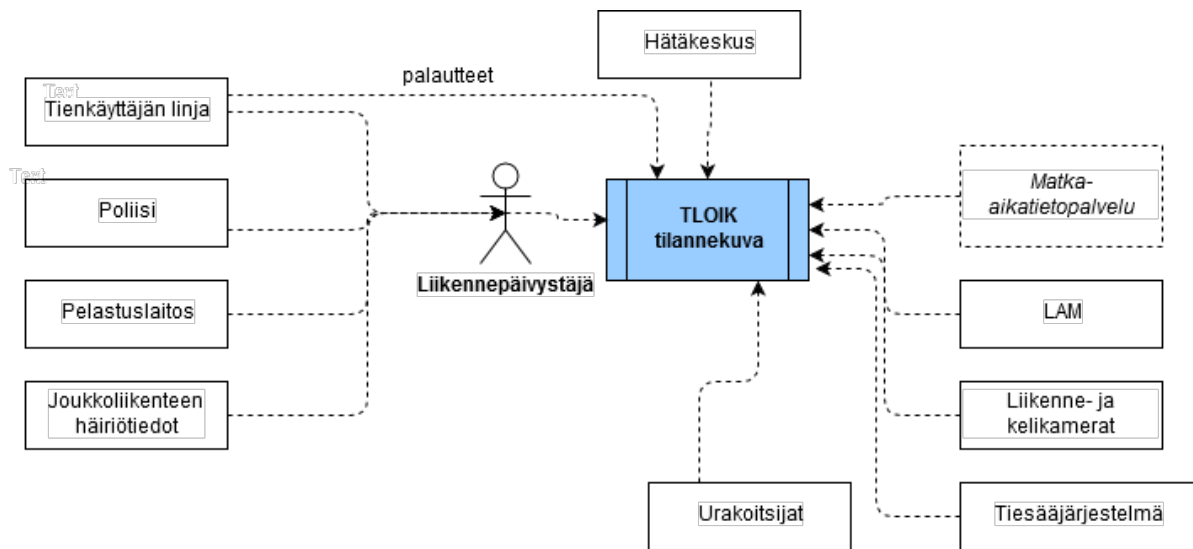 Hätäkeskus
palautteet
Text
Tienkäyttäjän linja
Text
Poliisi
Matka-
aikatietopalvelu
TLOIK
tilannekuva
Liikennepäivystäjä
Pelastuslaitos
LAM
Joukkoliikenteen
häiriötiedot
Liikenne- ja
kelikamerat
Urakoitsijat
Tiesääjärjestelmä